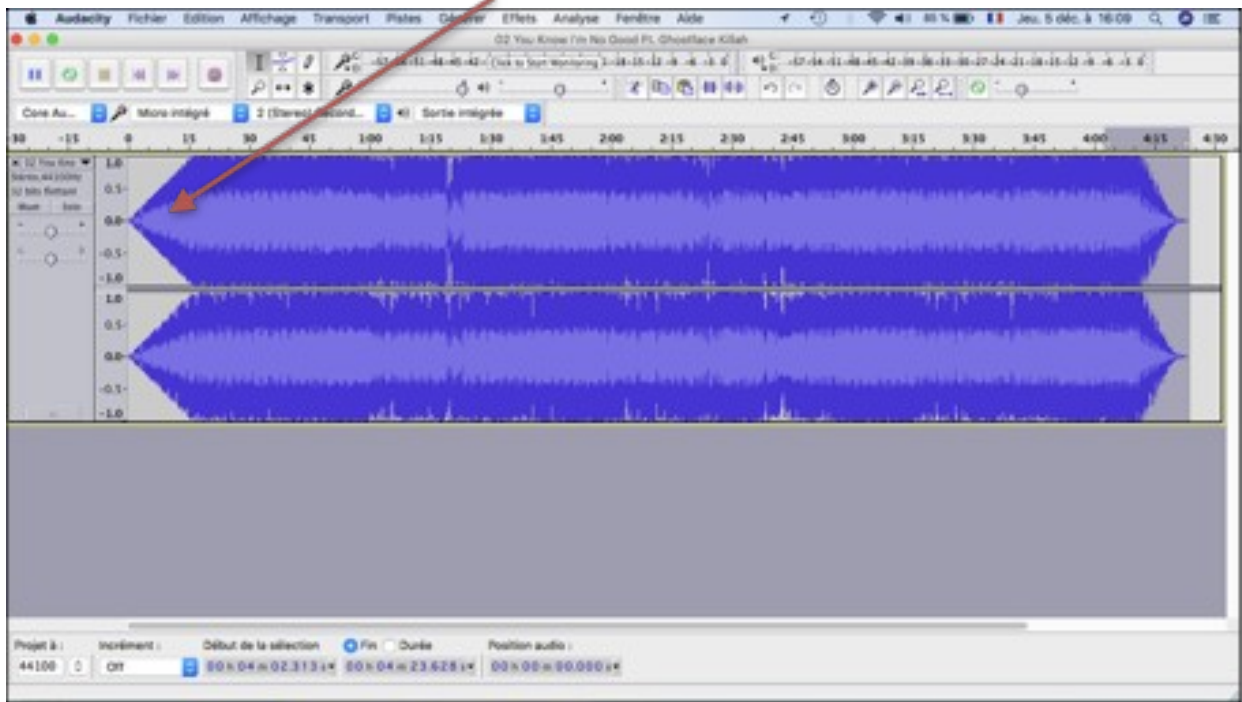 Audacity Fichier Edition Affichage Transport Pistes Générer Effets Analyse Fenêtre Aide 85 % Jeu. 5 déc. à 16:09
02 You Know I'm No Good Ft. Ghostface Killah
Click to Start Monitoring
Core Au... Micro intégré 2 (Stereo) Record... Sortie intégrée
-15 0 15 30 45 1:00 1:15 1:30 1:45 2:00 2:15 2:30 2:45 3:00 3:15 3:30 3:45 4:00 4:15 4:30
02 You Kno 1.0
Stéréo, 44100Hz
32 bits flottant 0.5
Muet Solo
0.0
-0.5
-1.0
1.0
0.5
0.0
-0.5
-1.0
Projet à : Incrément : Début de la sélection Fin Durée Position audio :
44100 Off 00 h 04 m 02.313 s 00 h 04 m 23.628 s 00 h 00 m 00.000 s